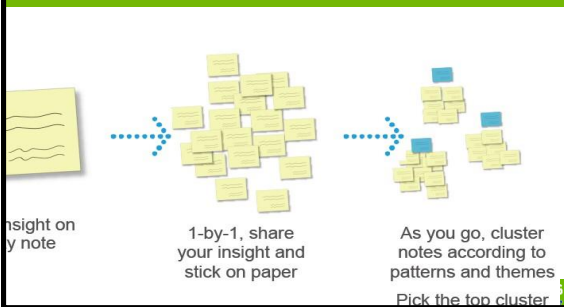 nsight on
y note
1-by-1, share
your insight and
stick on paper
As you go, cluster
notes according to
patterns and themes
Pick the top cluster